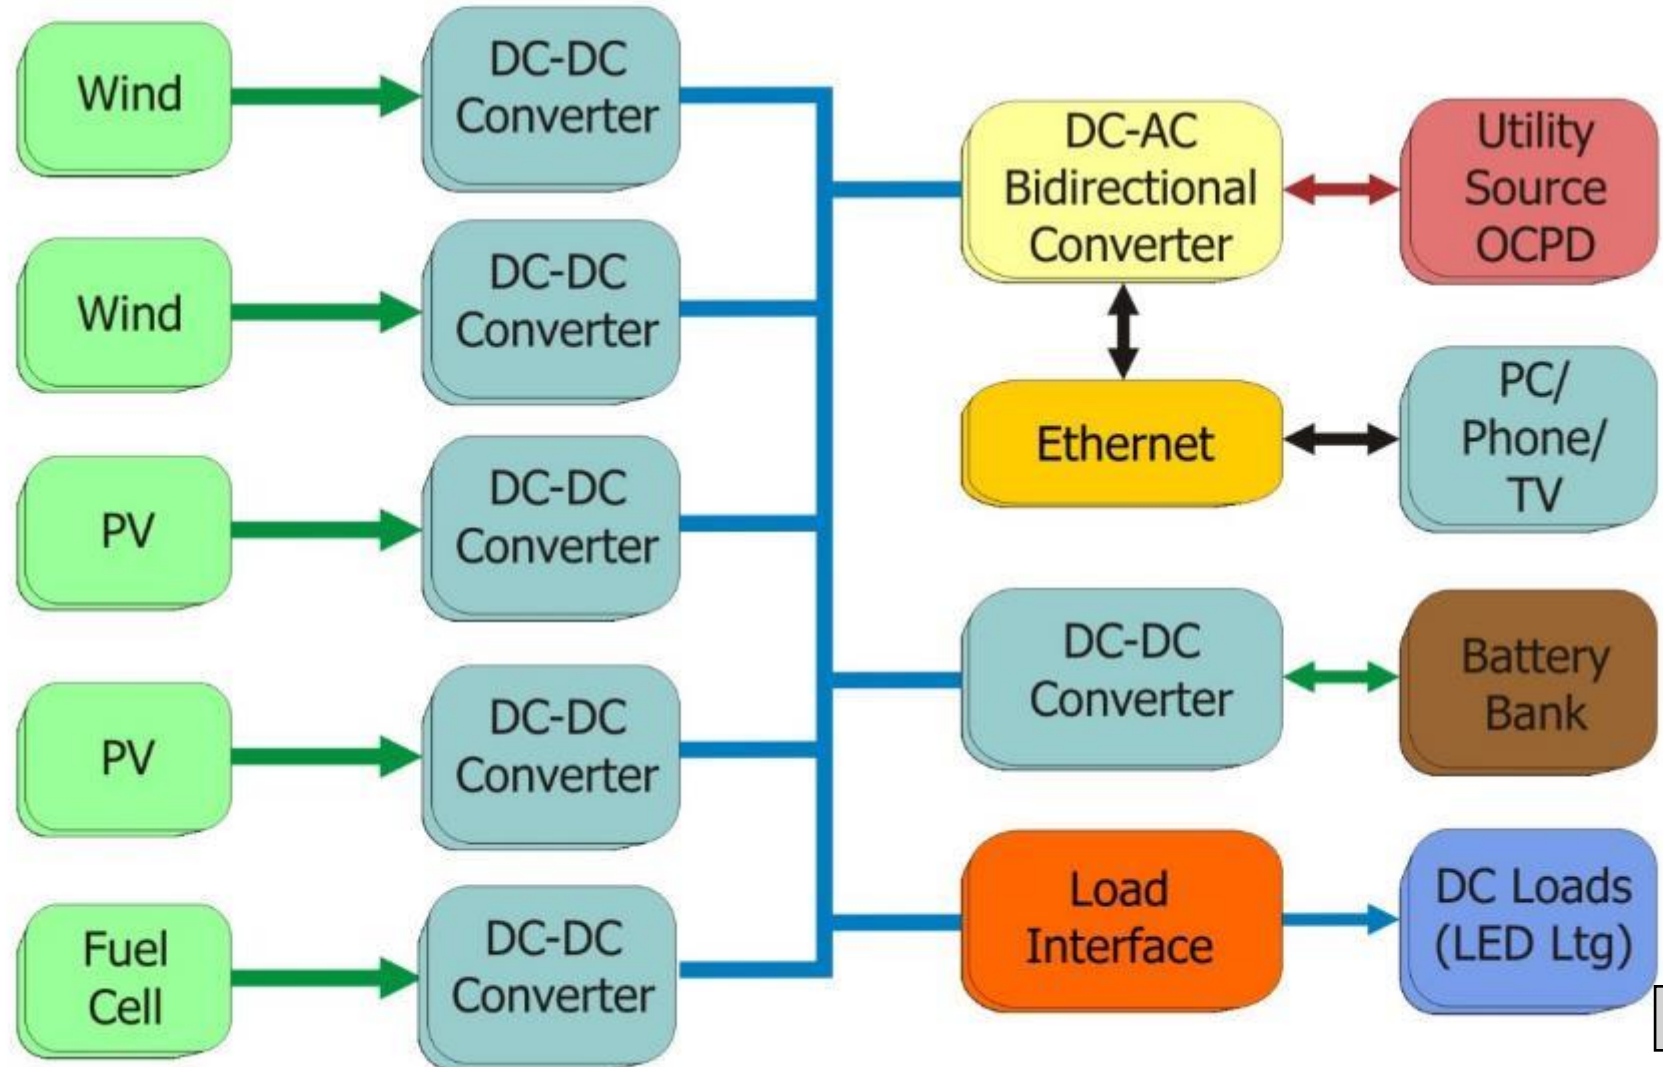 Wind
DC-DC
Converter
Wind
DC-DC
Converter
PV
DC-DC
Converter
PV
DC-DC
Converter
Fuel
Cell
DC-DC
Converter
DC-AC
Bidirectional
Converter
Utility
Source
OCPD
Ethernet
PC/
Phone/
TV
DC-DC
Converter
Battery
Bank
Load
Interface
DC Loads
(LED Ltg)